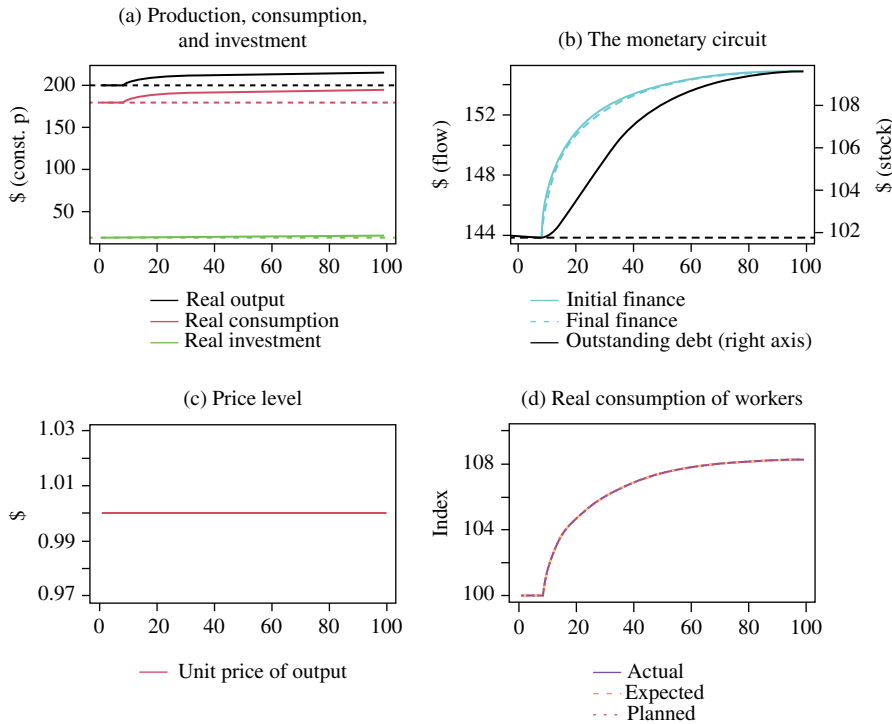 (a) Production, consumption,
and investment
$ (const. p)
200
150
100
50
0 20 40 60 80 100
Real output
Real consumption
Real investment
(b) The monetary circuit
$ (flow)
152
148
144
$ (stock)
108
106
104
102
0 20 40 60 80 100
Initial finance
Final finance
Outstanding debt (right axis)
(c) Price level
$
1.03
1.01
0.99
0.97
0 20 40 60 80 100
Unit price of output
(d) Real consumption of workers
Index
108
104
100
0 20 40 60 80 100
Actual
Expected
Planned